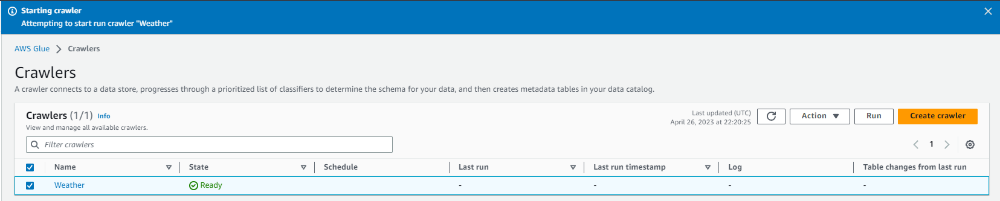 Starting crawler
Attempting to start run crawler "Weather"
AWS Glue > Crawlers
Crawlers
A crawler connects to a data store, progresses through a prioritized list of classifiers to determine the schema for your data, and then creates metadata tables in your data catalog.
Crawlers (1/1) Info
View and manage all available crawlers.
Last updated (UTC)
April 26, 2023 at 22:20:25
Action Run Create crawler
Filter crawlers
1
Name State Schedule Last run Last run timestamp Log Table changes from last run
Weather Ready - - - -